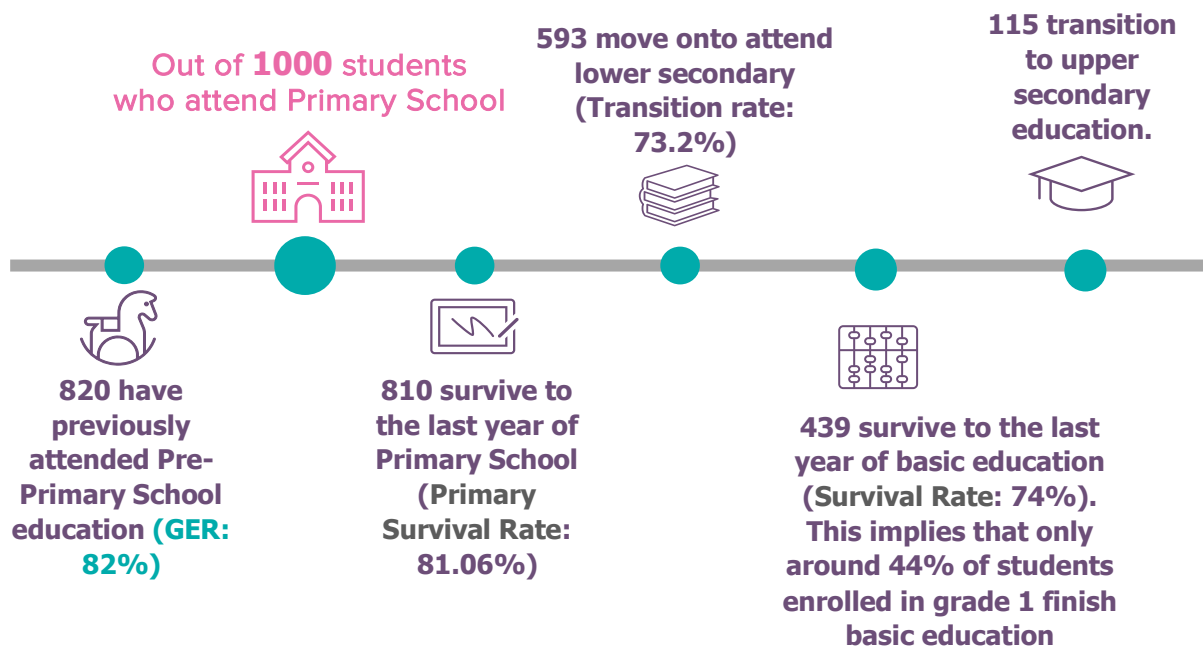 Out of 1000 students
who attend Primary School
593 move onto attend
lower secondary
(Transition rate:
73.2%)
115 transition
to upper
secondary
education.
820 have
previously
attended Pre-
Primary School
education (GER:
82%)
810 survive to
the last year of
Primary School
(Primary
Survival Rate:
81.06%)
439 survive to the last
year of basic education
(Survival Rate: 74%).
This implies that only
around 44% of students
enrolled in grade 1 finish
basic education